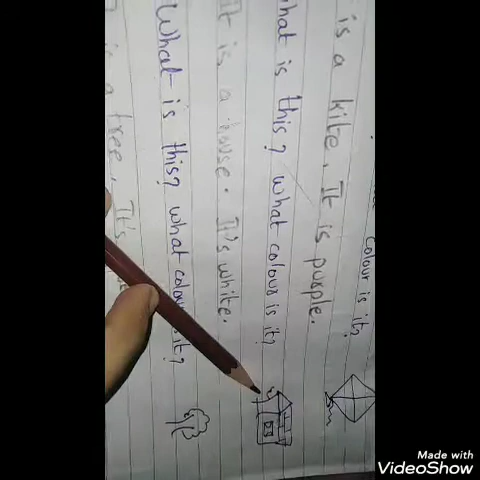 Colour is it?
is a kite. It is purple.
hat is this? what colour is it?
It is a house. It's white.
What is this? what colou it?
is a tree. It's
Made with
VideoShow